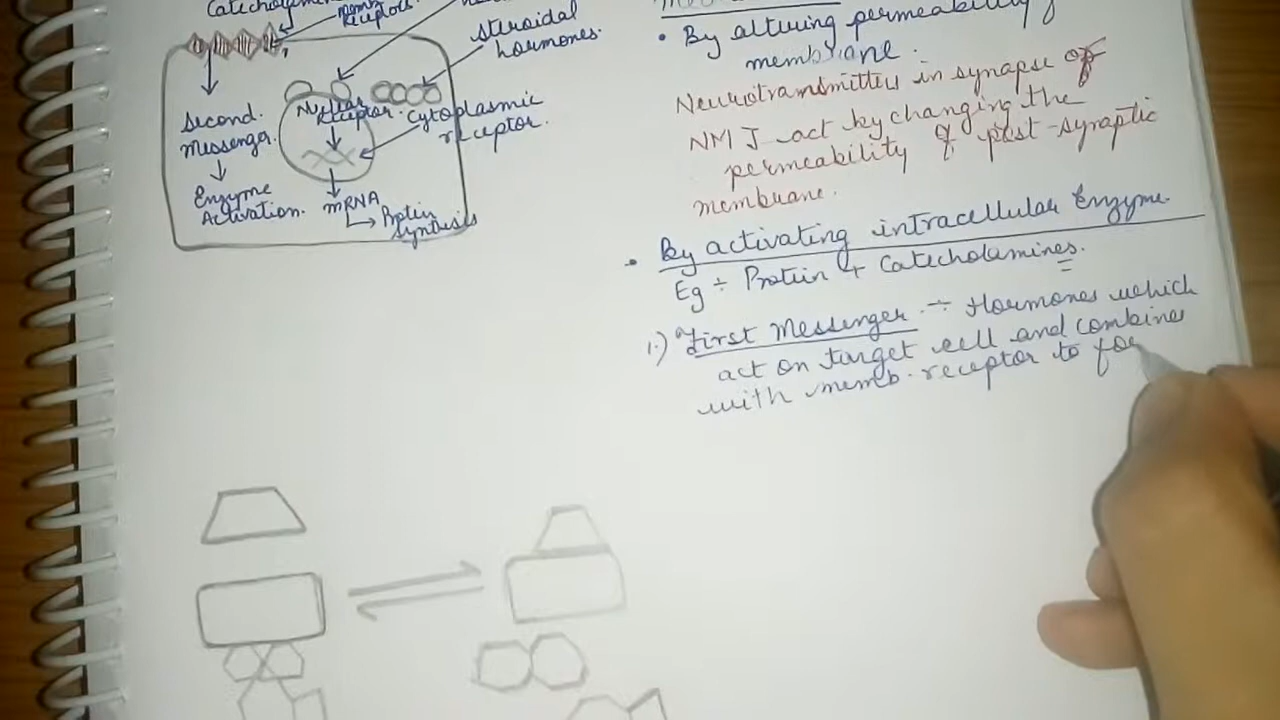 Second
Messenger
Enzyme
Activation.
Nuclear
Receptor.
mRNA
Protein
Synthesis
steroidal
hormones.
cytoplasmic
receptor.
• By altering permeability of
membrane.
Neurotransmitters in synapse of
NMJ act by changing the
permeability of post-synaptic
membrane.
• By activating intracellular Enzyme.
Eg ÷ Protein + Catecholamines.
1.) First Messenger ÷ Hormones which
act on target cell and combines
with memb. receptor to for